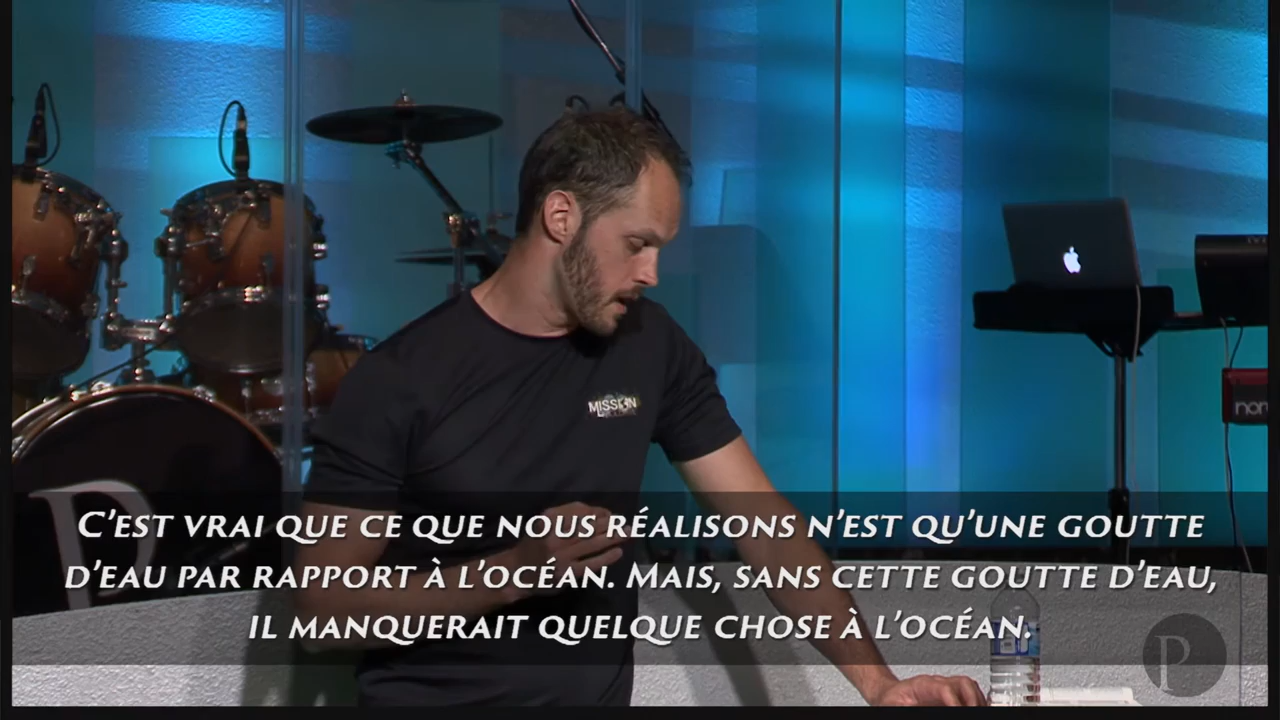 MISSION
nor
C'EST VRAI QUE CE QUE NOUS RÉALISONS N'EST QU'UNE GOUTTE
D'EAU PAR RAPPORT À L'OCÉAN. MAIS, SANS CETTE GOUTTE D'EAU,
IL MANQUERAIT QUELQUE CHOSE À L'OCÉAN.
P
P